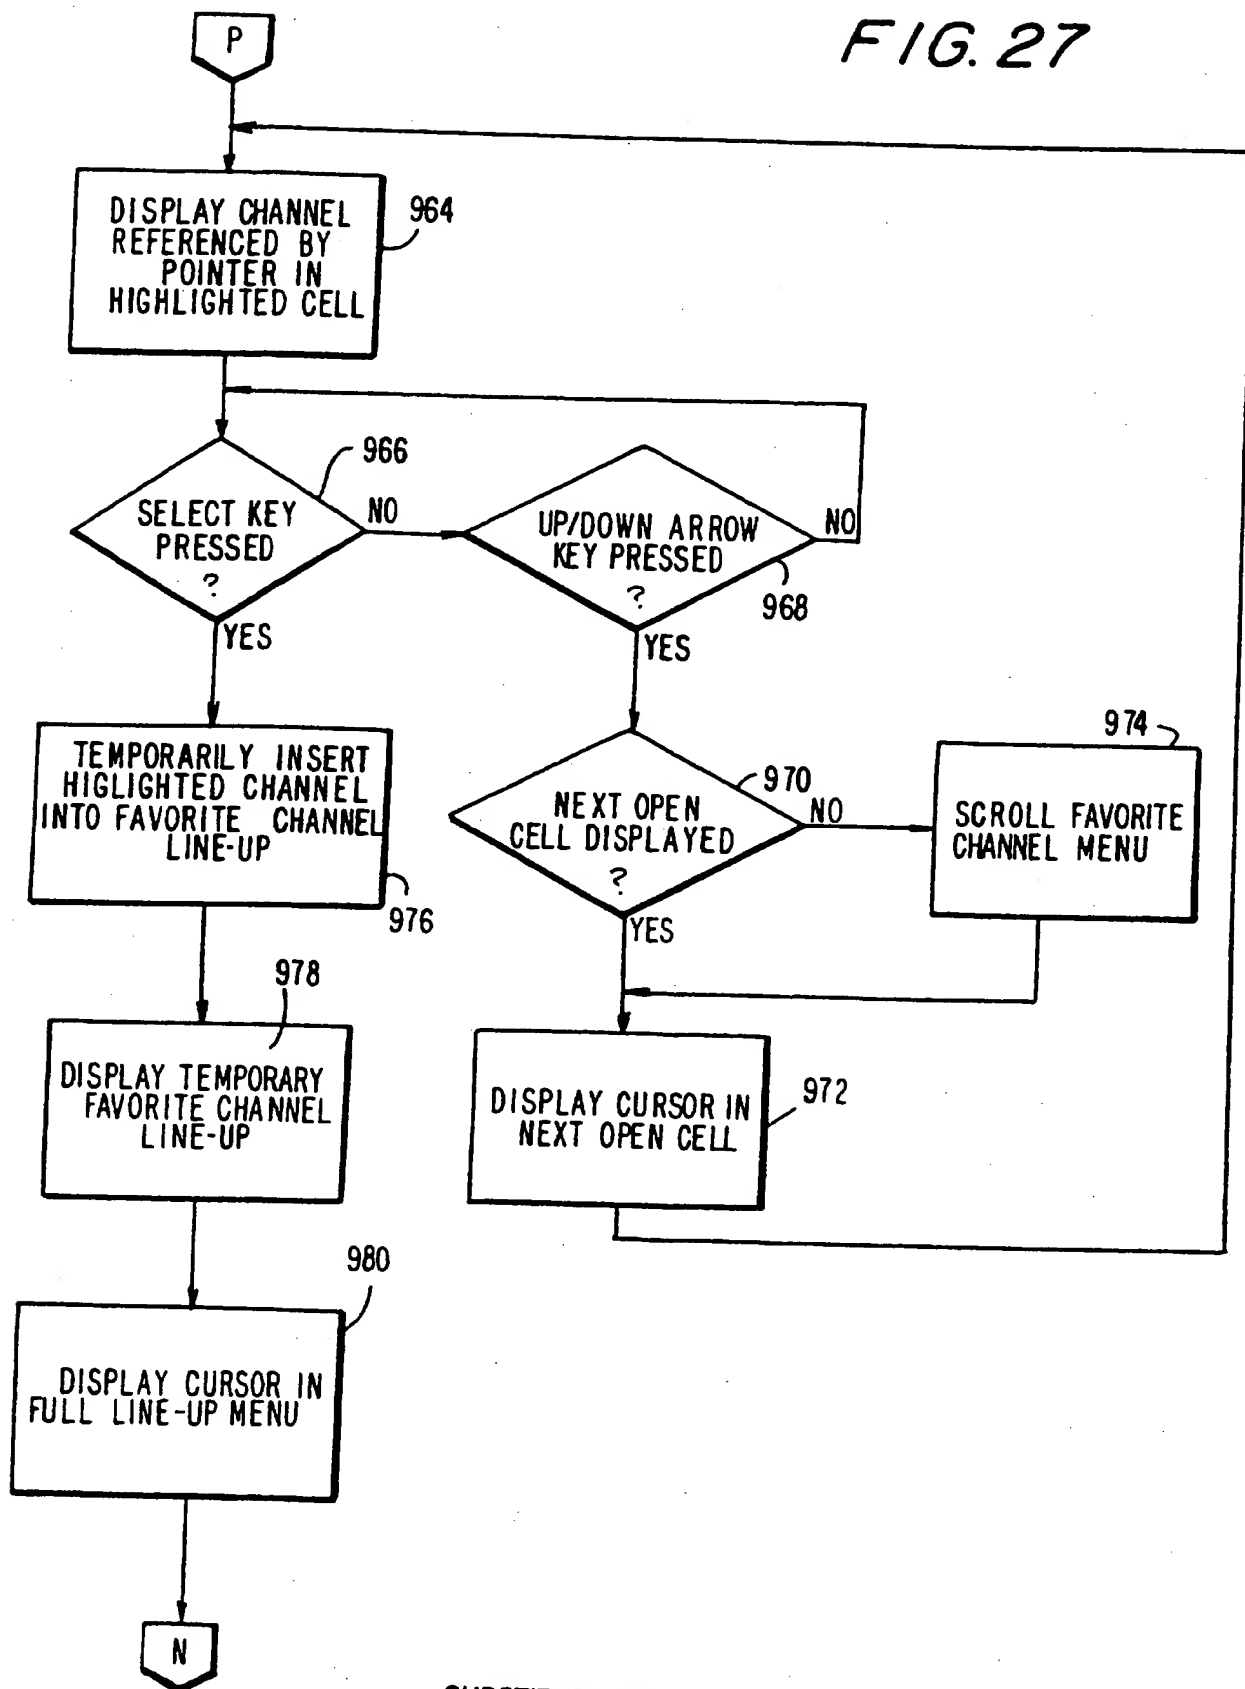 FIG. 27
P
DISPLAY CHANNEL
REFERENCED BY
POINTER IN
HIGHLIGHTED CELL
964
SELECT KEY
PRESSED
?
966
NO
YES
UP/DOWN ARROW
KEY PRESSED
?
968
NO
YES
TEMPORARILY INSERT
HIGLIGHTED CHANNEL
INTO FAVORITE CHANNEL
LINE-UP
976
NEXT OPEN
CELL DISPLAYED
?
970
NO
YES
974
SCROLL FAVORITE
CHANNEL MENU
978
DISPLAY TEMPORARY
FAVORITE CHANNEL
LINE-UP
DISPLAY CURSOR IN
NEXT OPEN CELL
972
980
DISPLAY CURSOR IN
FULL LINE-UP MENU
N